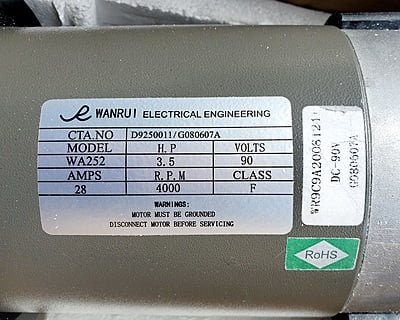 WANRUI ELECTRICAL ENGINEERING
CTA.NO D9250011/G080607A
MODEL H.P VOLTS
WA252 3.5 90
AMPS R.P.M CLASS
28 4000 F
WARNINGS:
MOTOR MUST BE GROUNDED
DISCONNECT MOTOR BEFORE SERVICING
WR9C9A2008121
DC-90V
G080607A
RoHS